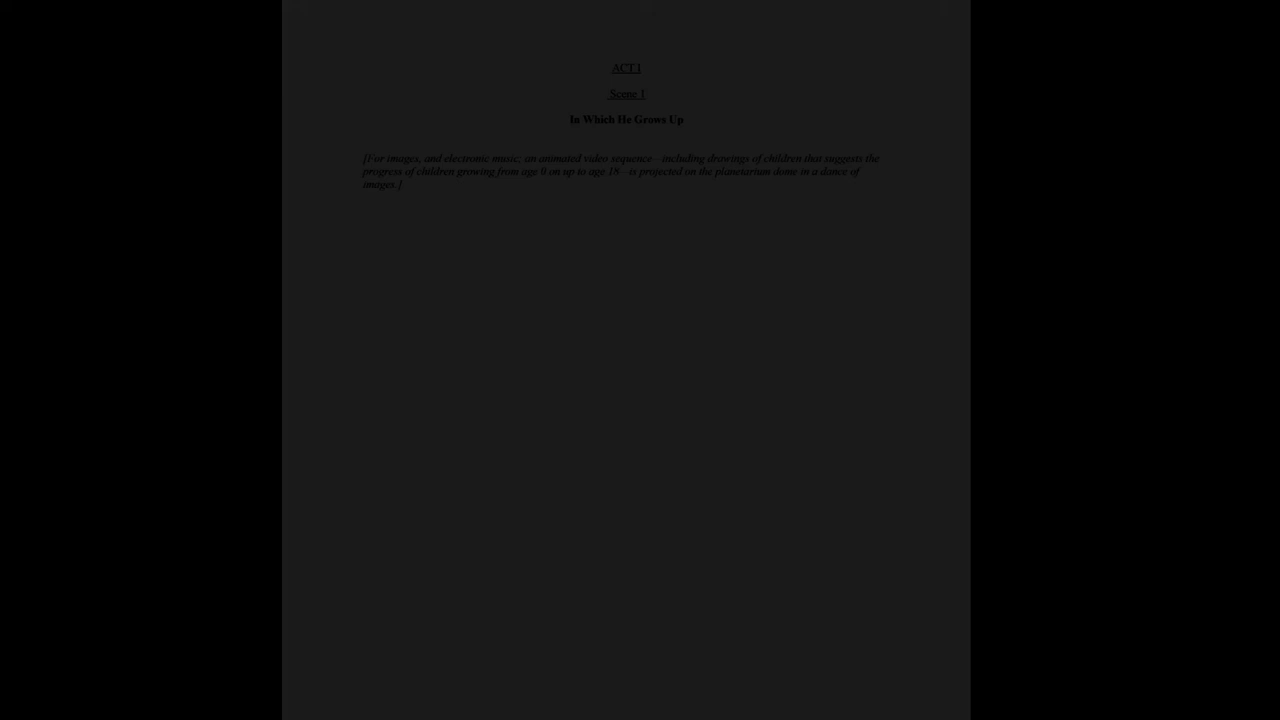 ACT I
Scene 1
In Which He Grows Up
[For images, and electronic music; an animated video sequence – including drawings of children that suggests the
progress of children growing from age 0 on up to age 18 – is projected on the planetarium dome in a dance of
images.]